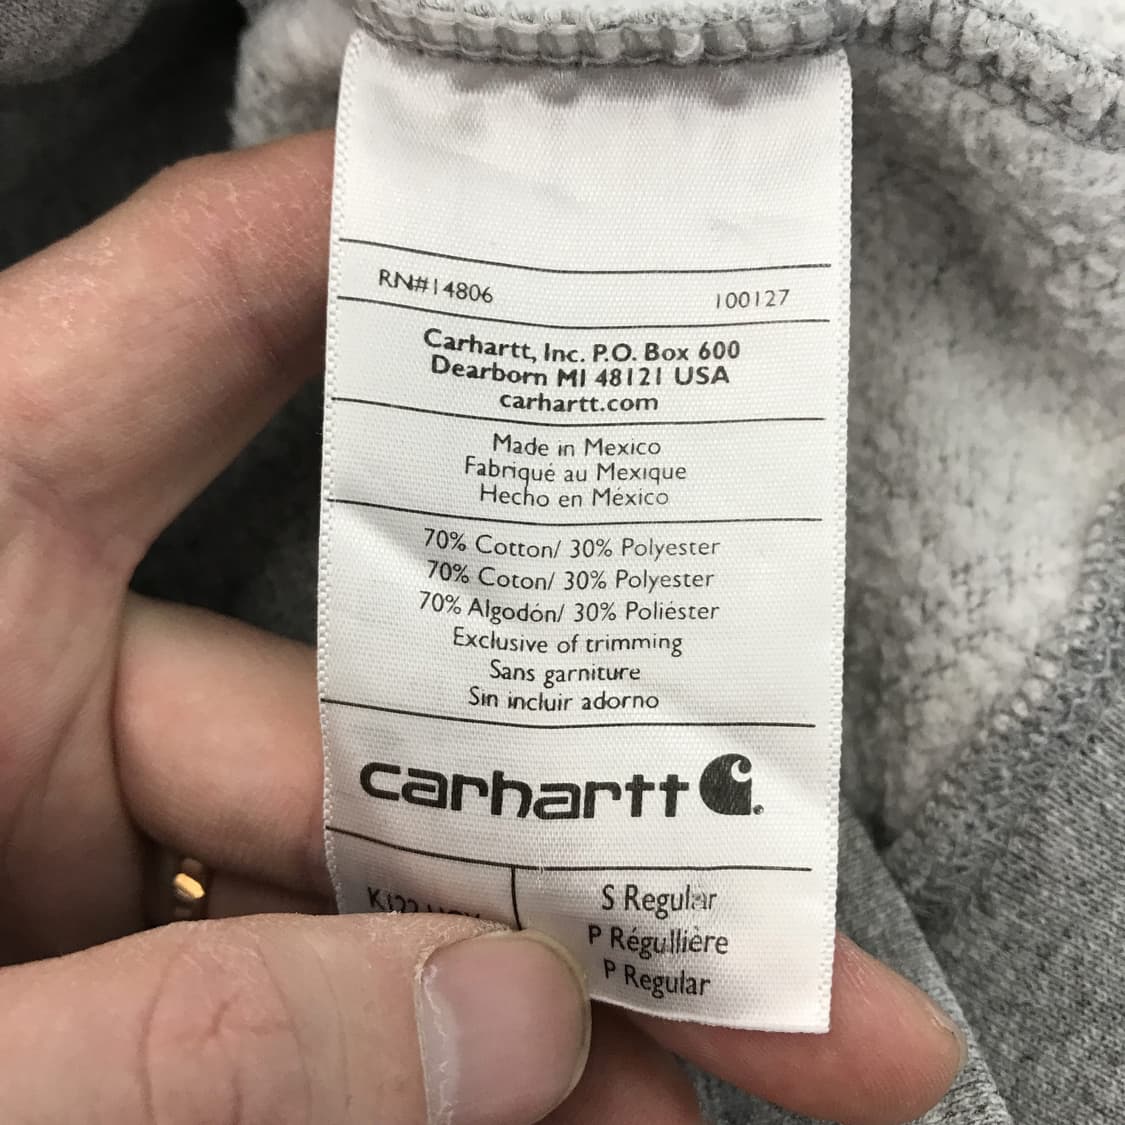 RN#14806 100127
Carhartt, Inc. P.O. Box 600
Dearborn MI 48121 USA
carhartt.com
Made in Mexico
Fabriqué au Mexique
Hecho en México
70% Cotton/ 30% Polyester
70% Coton/ 30% Polyester
70% Algodón/ 30% Poliéster
Exclusive of trimming
Sans garniture
Sin incluir adorno
carhartt
S Regular
P Régullière
P Regular